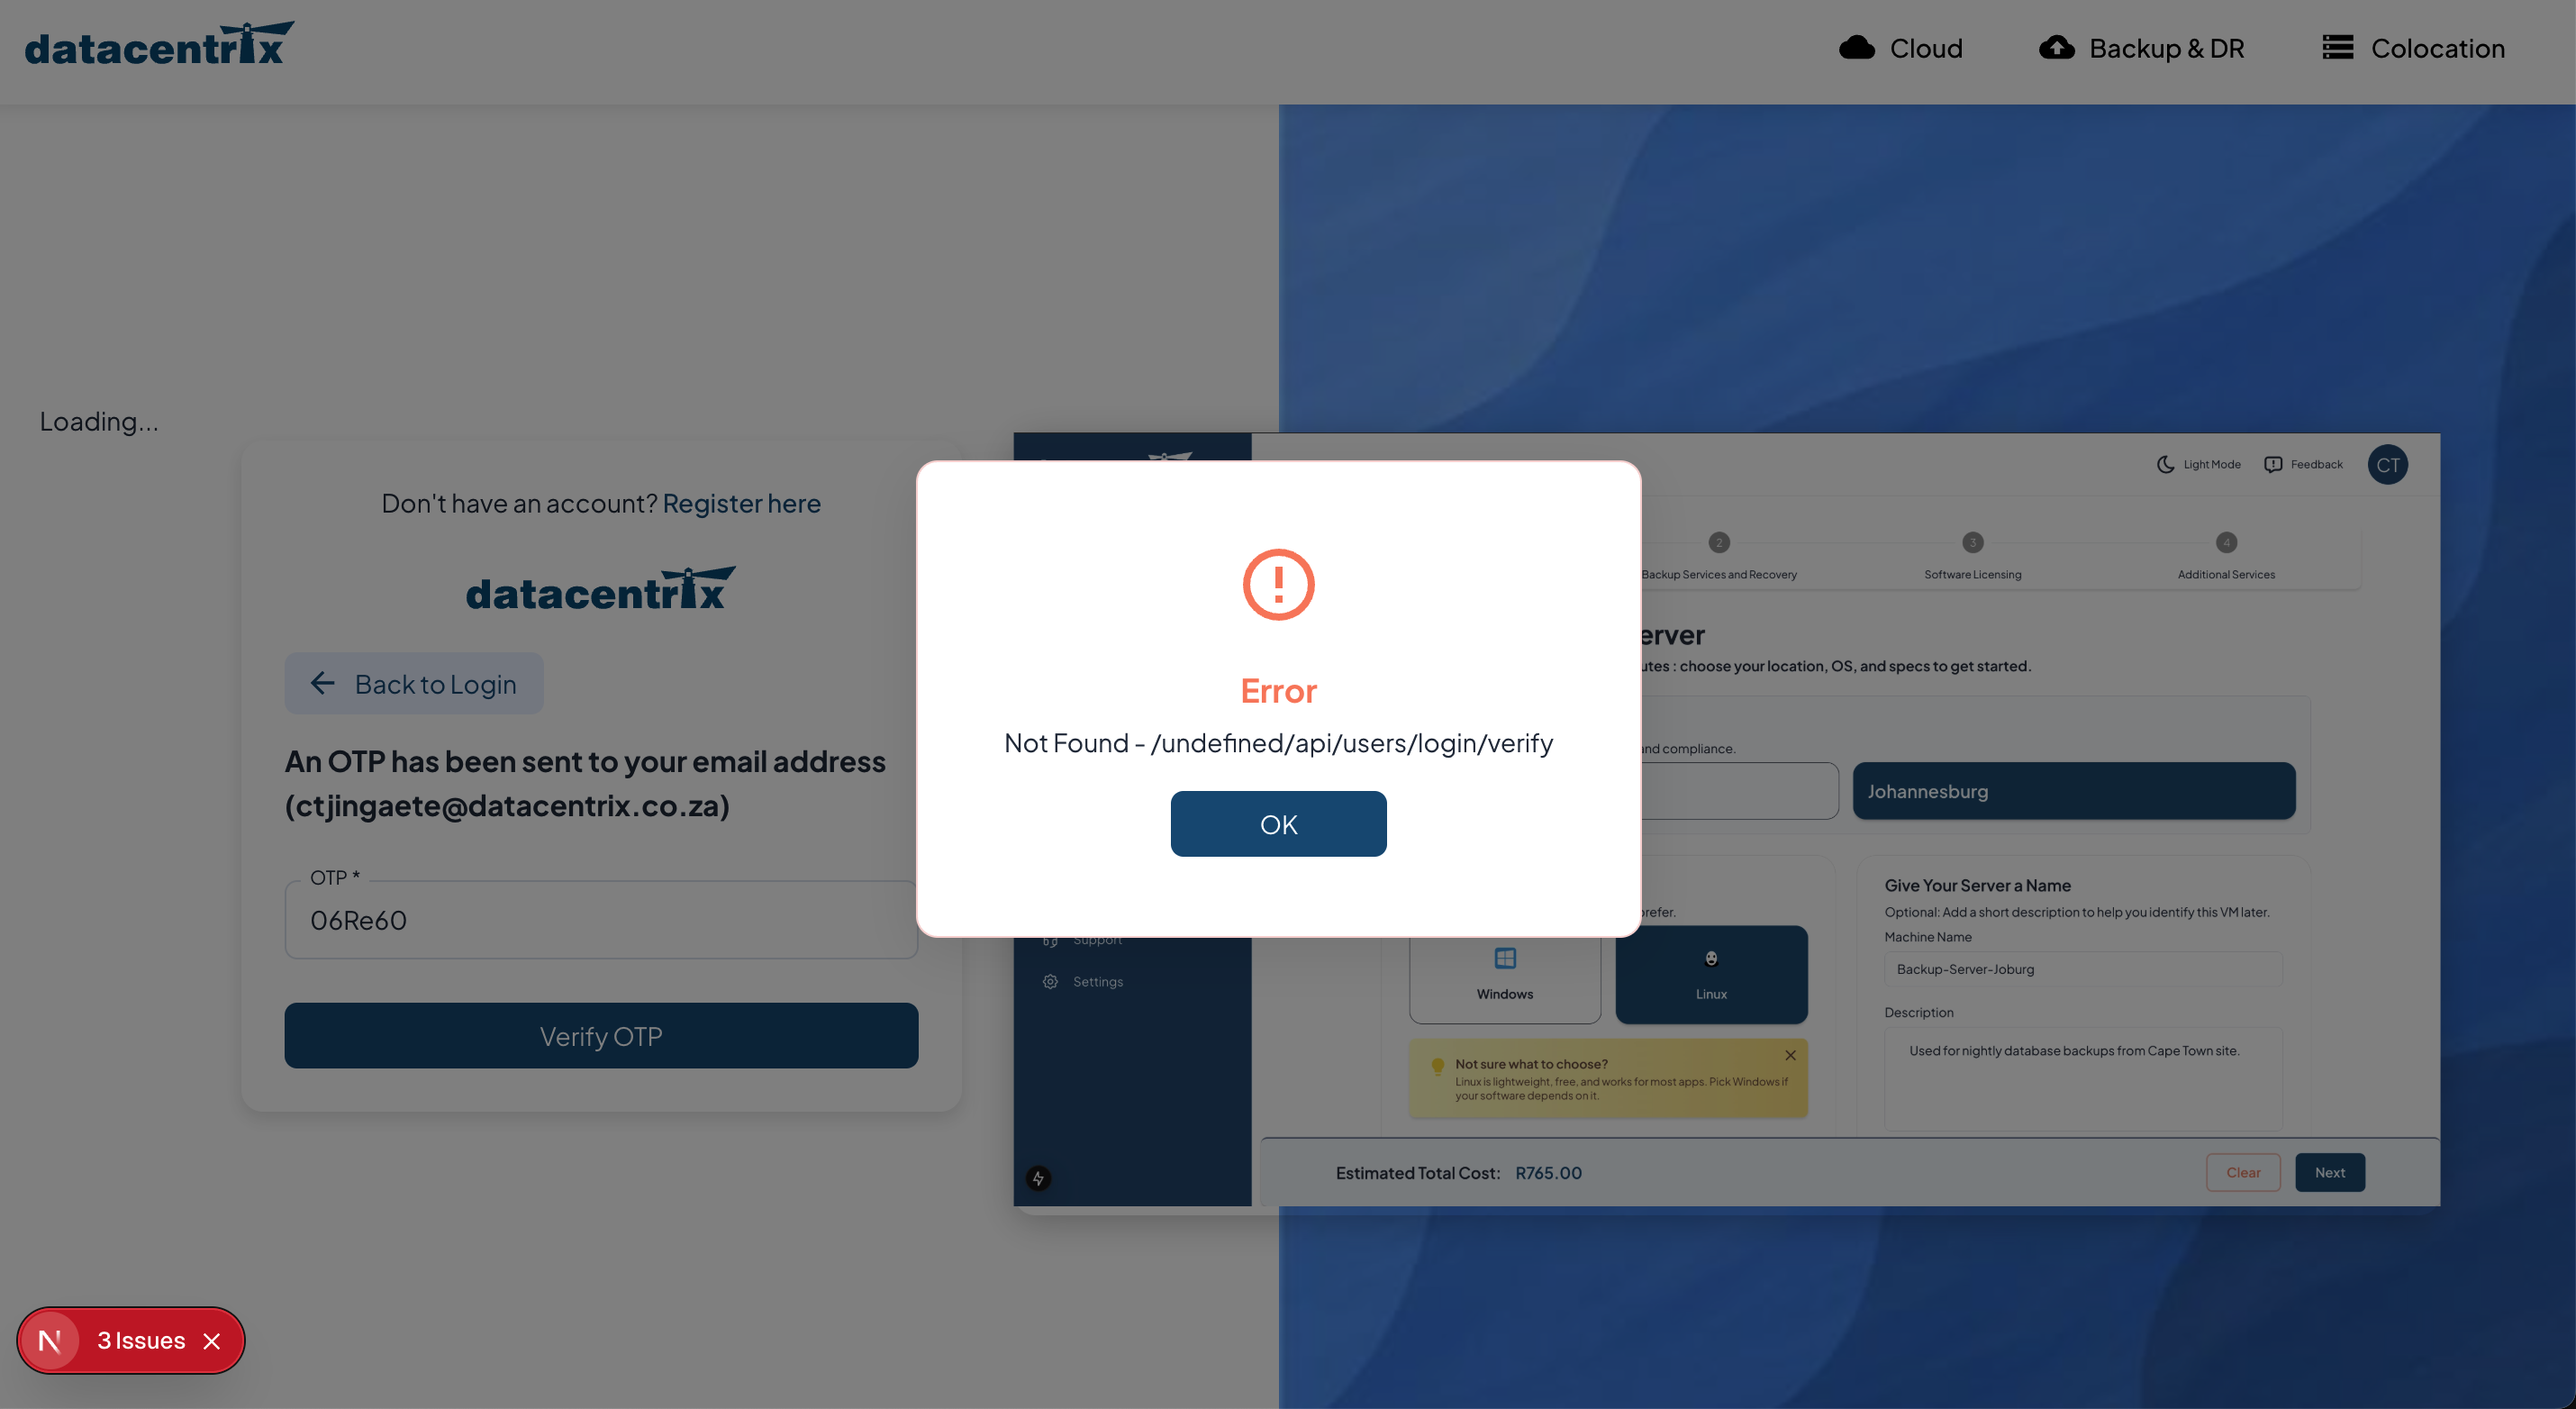 datacentrix
Cloud
Backup & DR
Colocation
Loading...
Don't have an account? Register here
datacentrix
Back to Login
An OTP has been sent to your email address
(ctjingaete@datacentrix.co.za)
OTP *
06Re60
Verify OTP
Error
Not Found - /undefined/api/users/login/verify
OK
Light Mode
Feedback
CT
2
3
4
Backup Services and Recovery
Software Licensing
Additional Services
erver
utes : choose your location, OS, and specs to get started.
nd compliance.
Johannesburg
refer.
Windows
Linux
Give Your Server a Name
Optional: Add a short description to help you identify this VM later.
Machine Name
Backup-Server-Joburg
Description
Used for nightly database backups from Cape Town site.
Not sure what to choose?
Linux is lightweight, free, and works for most apps. Pick Windows if
your software depends on it.
Support
Settings
Estimated Total Cost: R765.00
Clear
Next
N 3 Issues